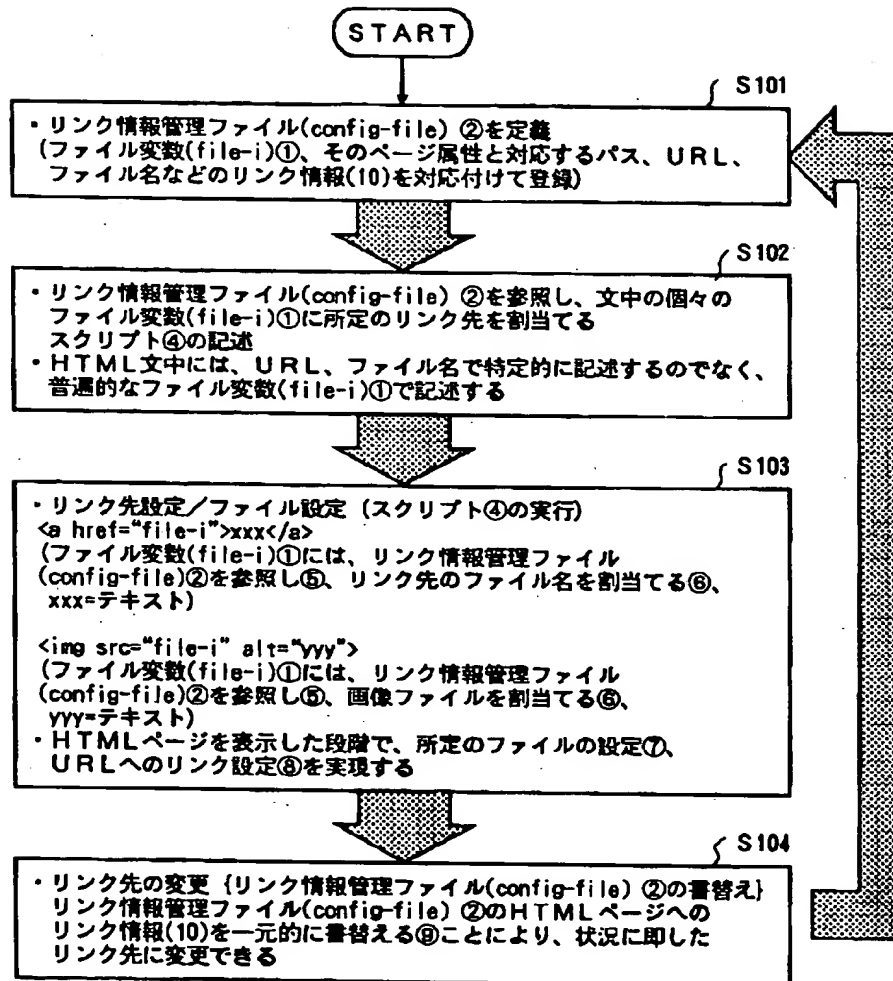 START
S101
・リンク情報管理ファイル(config-file) ②を定義
(ファイル変数(file-i)①、そのページ属性と対応するパス、URL、
ファイル名などのリンク情報(10)を対応付けて登録)
S102
・リンク情報管理ファイル(config-file) ②を参照し、文中の個々の
ファイル変数(file-i)①に所定のリンク先を割当てる
スクリプト④の記述
・HTML文中には、URL、ファイル名で特定的に記述するのでなく、
普遍的なファイル変数(file-i)①で記述する
S103
・リンク先設定/ファイル設定 (スクリプト④の実行)
<a href="file-i">xxx</a>
(ファイル変数(file-i)①には、リンク情報管理ファイル
(config-file)②を参照し⑤、リンク先のファイル名を割当てる⑥、
xxx=テキスト)
<img src="file-i" alt="yyy">
(ファイル変数(file-i)①には、リンク情報管理ファイル
(config-file)②を参照し⑤、画像ファイルを割当てる⑥、
yyy=テキスト)
・HTMLページを表示した段階で、所定のファイルの設定⑦、
URLへのリンク設定⑧を実現する
S104
・リンク先の変更 {リンク情報管理ファイル(config-file) ②の書替え}
リンク情報管理ファイル(config-file) ②のHTMLページへの
リンク情報(10)を一元的に書替える⑨ことにより、状況に即した
リンク先に変更できる